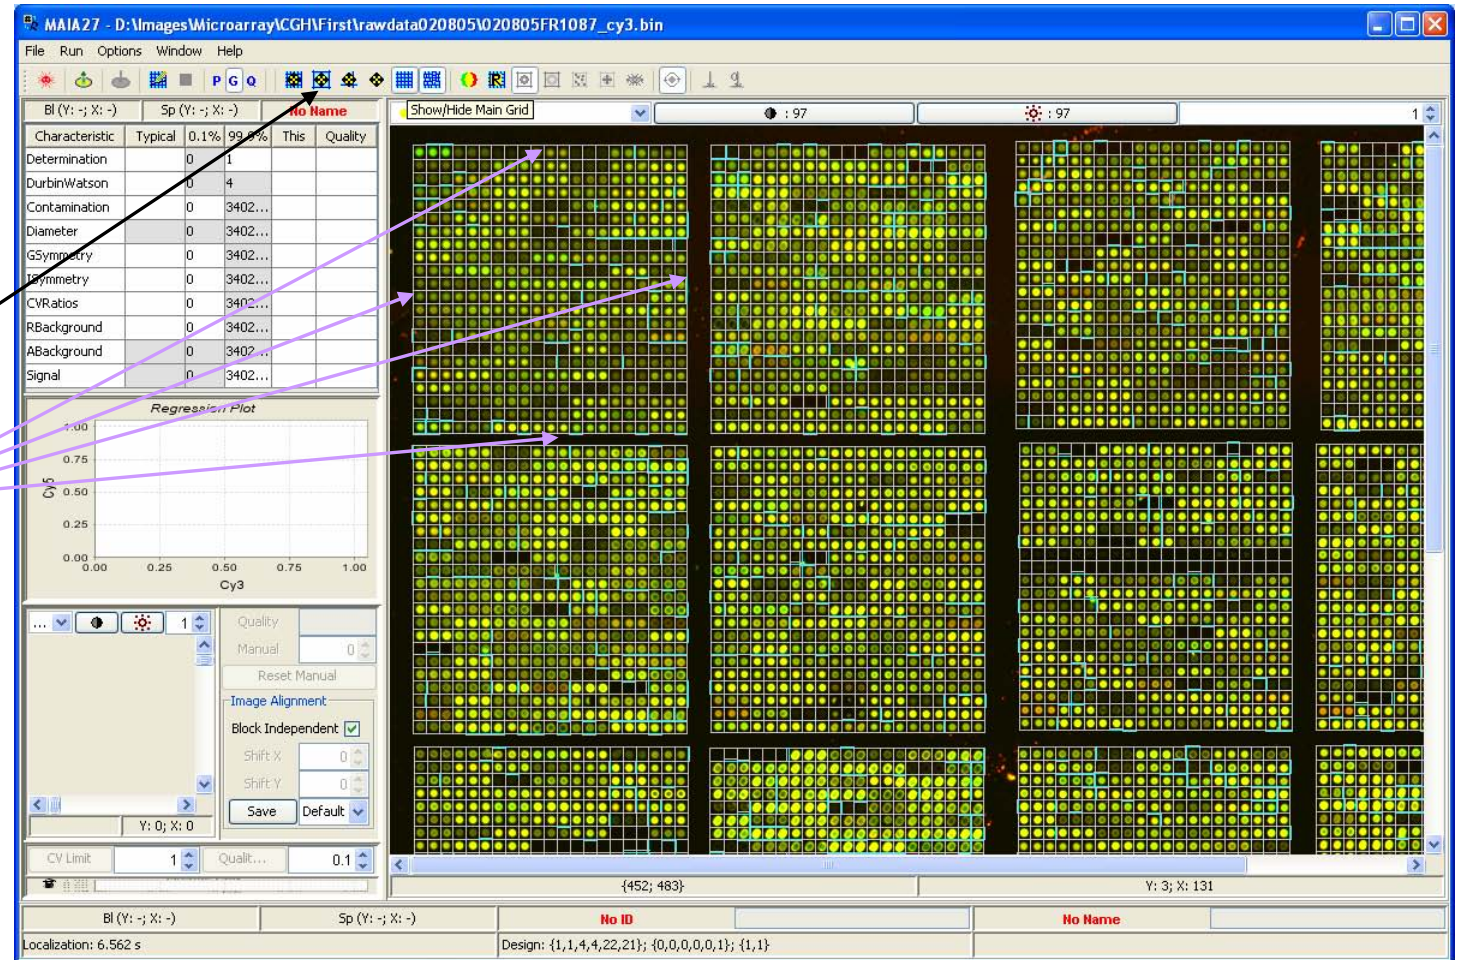 MAIA27 - D:\Images\Microarray\CGH\First\rawdata020805\020805FR1087_cy3.bin
File Run Options Window Help
P G Q
Bl (Y: -; X: -) Sp (Y: -; X: -) No Name
Show/Hide Main Grid : 97 : 97 1
Characteristic Typical 0.1% 99.9% This Quality
Determination 0 1
DurbinWatson 0 4
Contamination 0 3402...
Diameter 0 3402...
GSymmetry 0 3402...
ISymmetry 0 3402...
CVRatios 0 3402...
RBackground 0 3402...
ABackground 0 3402...
Signal 0 3402...
Regression Plot
1.00
0.75
Cy5
0.50
0.25
0.00
0.00 0.25 0.50 0.75 1.00
Cy3
... 1 Quality
Manual 0
Reset Manual
Image Alignment
Block Independent
Shift X 0
Shift Y 0
Save Default
Y: 0; X: 0
CV Limit 1 Qualit... 0.1
{452; 483} Y: 3; X: 131
Bl (Y: -; X: -) Sp (Y: -; X: -) No ID No Name
Localization: 6.562 s Design: {1,1,4,4,22,21}; {0,0,0,0,0,1}; {1,1}